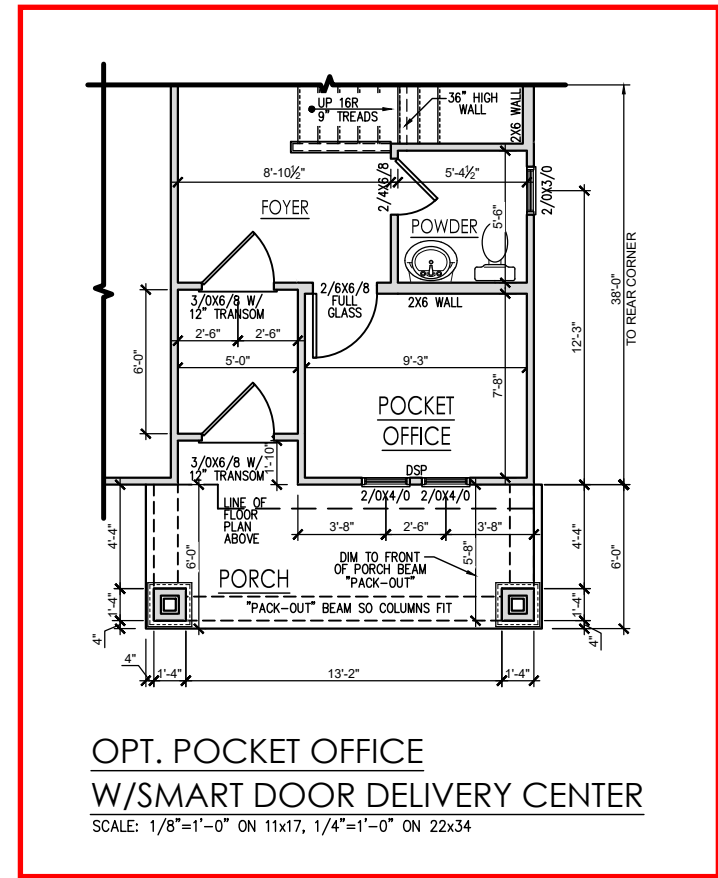 UP 16R
9" TREADS
36" HIGH
WALL
2X6 WALL
8'-10½"
2/4X6/8
5'-4½"
FOYER
POWDER
5'-6"
2/0X3/0
38'-0"
TO REAR CORNER
12'-3"
3/0X6/8 W/
12" TRANSOM
2/6X6/8
FULL
GLASS
2X6 WALL
2'-6"
2'-6"
5'-0"
9'-3"
6'-0"
7'-8"
POCKET
OFFICE
3/0X6/8 W/
12" TRANSOM
1'-10"
DSP
2/0X4/0
2/0X4/0
LINE OF
FLOOR
PLAN
ABOVE
3'-8"
2'-6"
3'-8"
4'-4"
6'-0"
5'-8"
4'-4"
6'-0"
DIM TO FRONT
OF PORCH BEAM
"PACK-OUT"
PORCH
"PACK-OUT" BEAM SO COLUMNS FIT
1'-4"
1'-4"
4"
4"
4"
1'-4"
13'-2"
1'-4"
OPT. POCKET OFFICE
W/SMART DOOR DELIVERY CENTER
SCALE: 1/8"=1'-0" ON 11x17, 1/4"=1'-0" ON 22x34